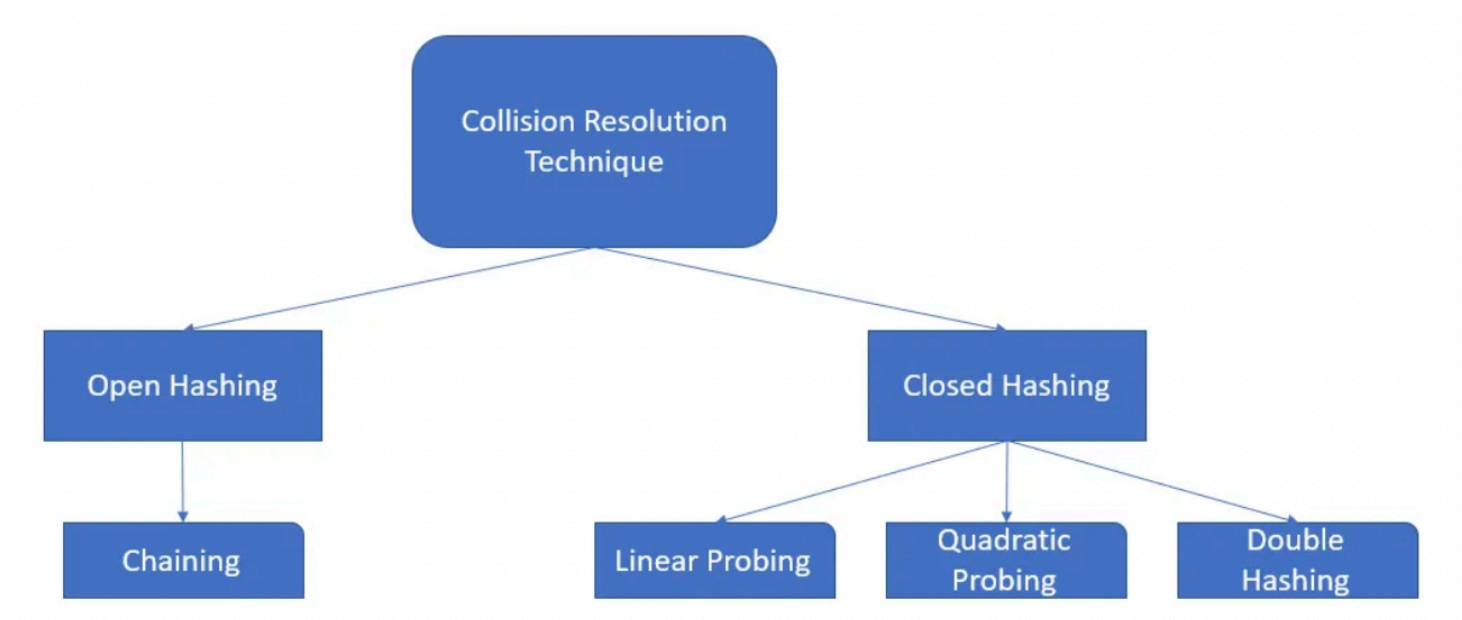 Collision Resolution
Technique
Open Hashing
Closed Hashing
Chaining
Linear Probing
Quadratic
Probing
Double
Hashing